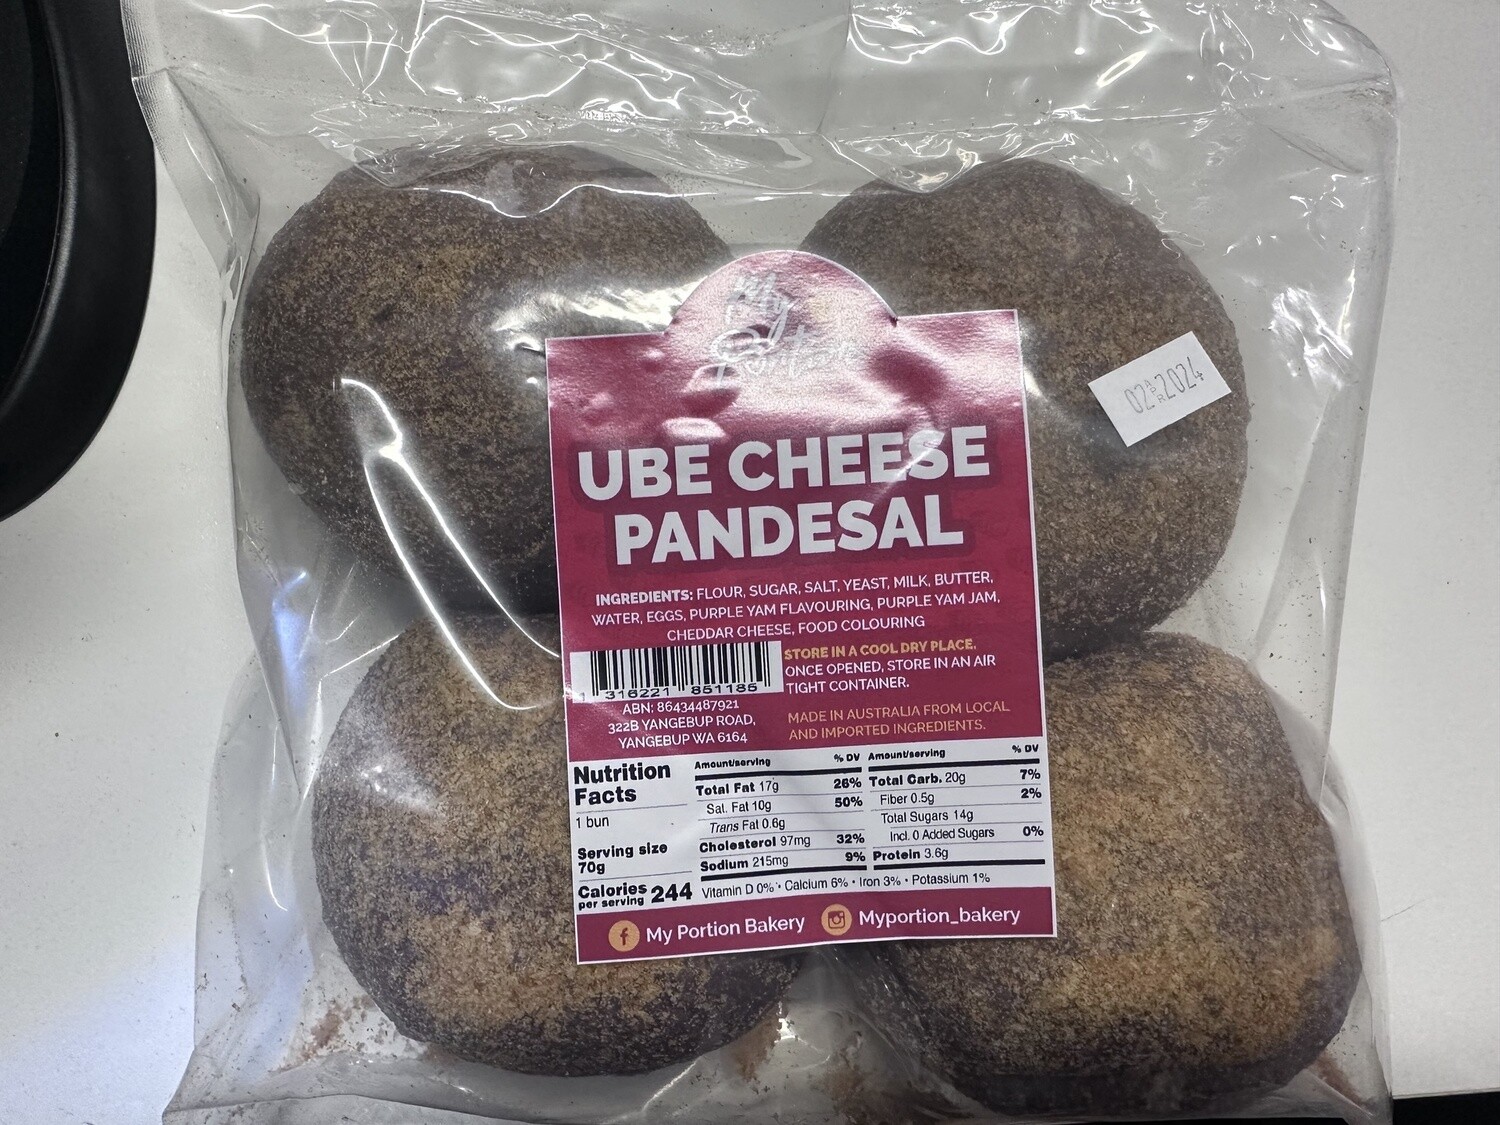 My
Portion
02 APR 2024
UBE CHEESE
PANDESAL
INGREDIENTS: FLOUR, SUGAR, SALT, YEAST, MILK, BUTTER,
WATER, EGGS, PURPLE YAM FLAVOURING, PURPLE YAM JAM,
CHEDDAR CHEESE, FOOD COLOURING
1 316221 851186
ABN: 86434487921
322B YANGEBUP ROAD,
YANGEBUP WA 6164
STORE IN A COOL DRY PLACE.
ONCE OPENED, STORE IN AN AIR
TIGHT CONTAINER.
MADE IN AUSTRALIA FROM LOCAL
AND IMPORTED INGREDIENTS.
Nutrition
Facts
1 bun
Serving size
70g
Calories 244
per serving
Amount/serving % DV
Total Fat 17g 26%
Sat. Fat 10g 50%
Trans Fat 0.6g
Cholesterol 97mg 32%
Sodium 215mg 9%
Amount/serving % DV
Total Carb. 20g 7%
Fiber 0.5g 2%
Total Sugars 14g
Incl. 0 Added Sugars 0%
Protein 3.6g
Vitamin D 0% • Calcium 6% • Iron 3% • Potassium 1%
f My Portion Bakery Myportion_bakery